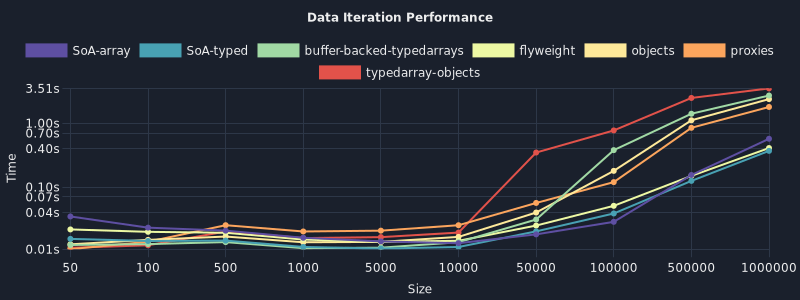 Data Iteration Performance
SoA-array SoA-typed buffer-backed-typedarrays flyweight objects proxies
typedarray-objects
3.51s
1.00s
0.70s
0.40s
0.10s
0.07s
0.04s
0.01s
Time
50 100 500 1000 5000 10000 50000 100000 500000 1000000
Size